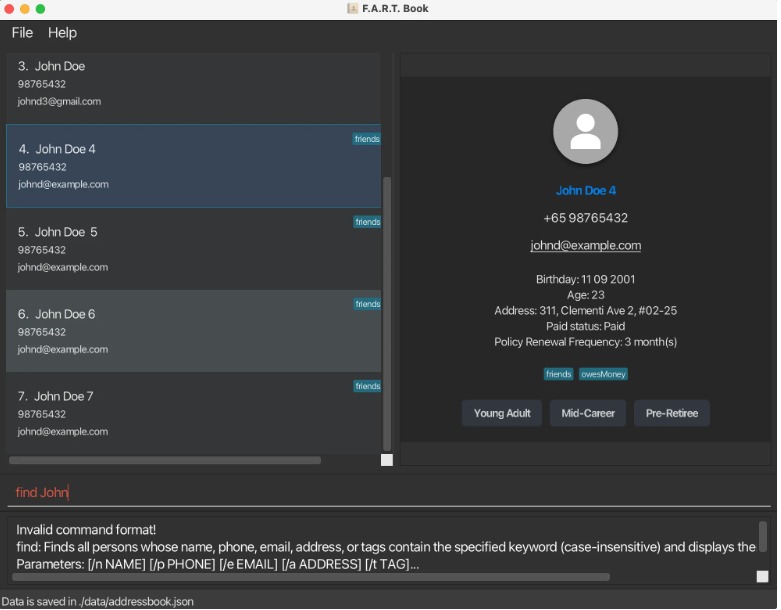 F.A.R.T. Book
File Help
3. John Doe
98765432
johnd3@gmail.com
friends
4. John Doe 4
98765432
johnd@example.com
friends
5. John Doe 5
98765432
johnd@example.com
friends
6. John Doe 6
98765432
johnd@example.com
friends
7. John Doe 7
98765432
johnd@example.com
John Doe 4
+65 98765432
johnd@example.com
Birthday: 11 09 2001
Age: 23
Address: 311, Clementi Ave 2, #02-25
Paid status: Paid
Policy Renewal Frequency: 3 month(s)
friends owesMoney
Young Adult Mid-Career Pre-Retiree
find John
Invalid command format!
find: Finds all persons whose name, phone, email, address, or tags contain the specified keyword (case-insensitive) and displays the
Parameters: [/n NAME] [/p PHONE] [/e EMAIL] [/a ADDRESS] [/t TAG]...
Data is saved in ./data/addressbook.json